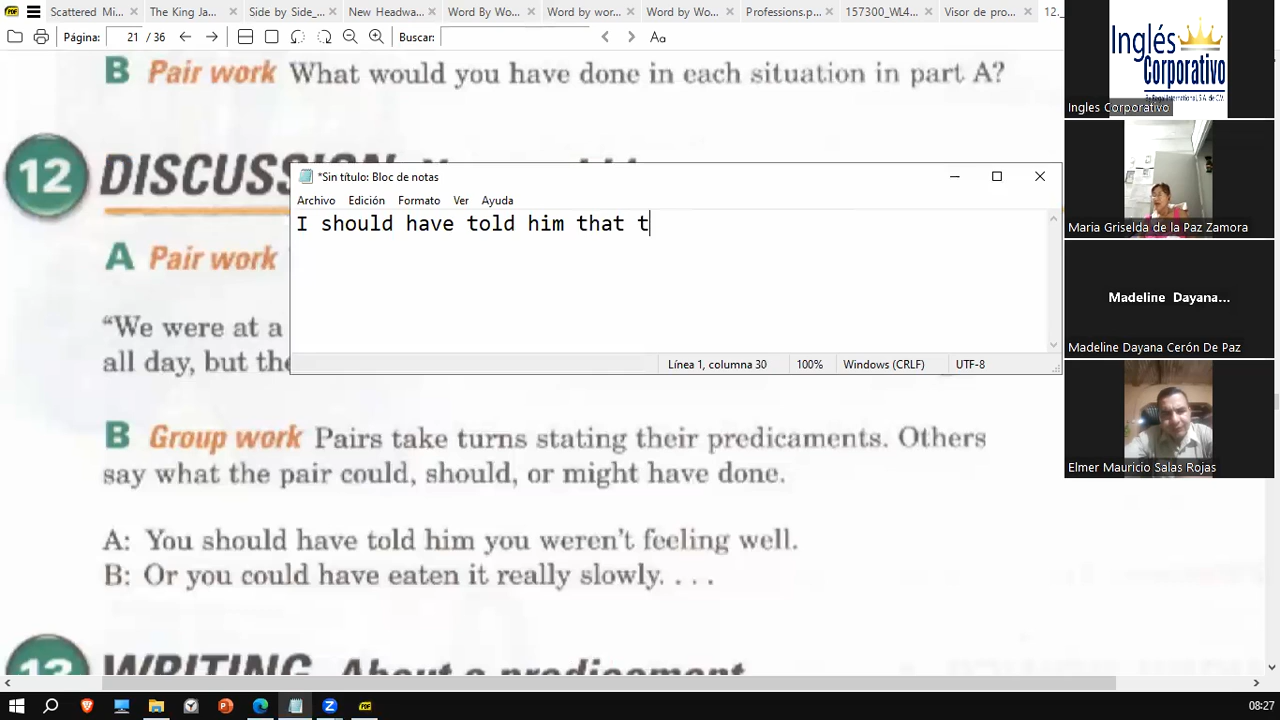 Scattered Mi...
The King Ja...
Side by Side_...
New Headwa...
Word By Wo...
Word by wor...
Word by Wo...
Professions.p...
157300_WL4...
Visor de pro...
12._
Página: 21 / 36
Buscar:
Aa
B Pair work What would you have done in each situation in part A?
12 DISCUSSION
*Sin título: Bloc de notas
Archivo Edición Formato Ver Ayuda
I should have told him that t
Línea 1, columna 30 100% Windows (CRLF) UTF-8
A Pair work
“We were at a
all day, but the
B Group work Pairs take turns stating their predicaments. Others
say what the pair could, should, or might have done.
A: You should have told him you weren’t feeling well.
B: Or you could have eaten it really slowly. . . .
13 WRITING About a predicament
Inglés
Corporativo
Ingles Corporativo
Maria Griselda de la Paz Zamora
Madeline Dayana...
Madeline Dayana Cerón De Paz
Elmer Mauricio Salas Rojas
08:27